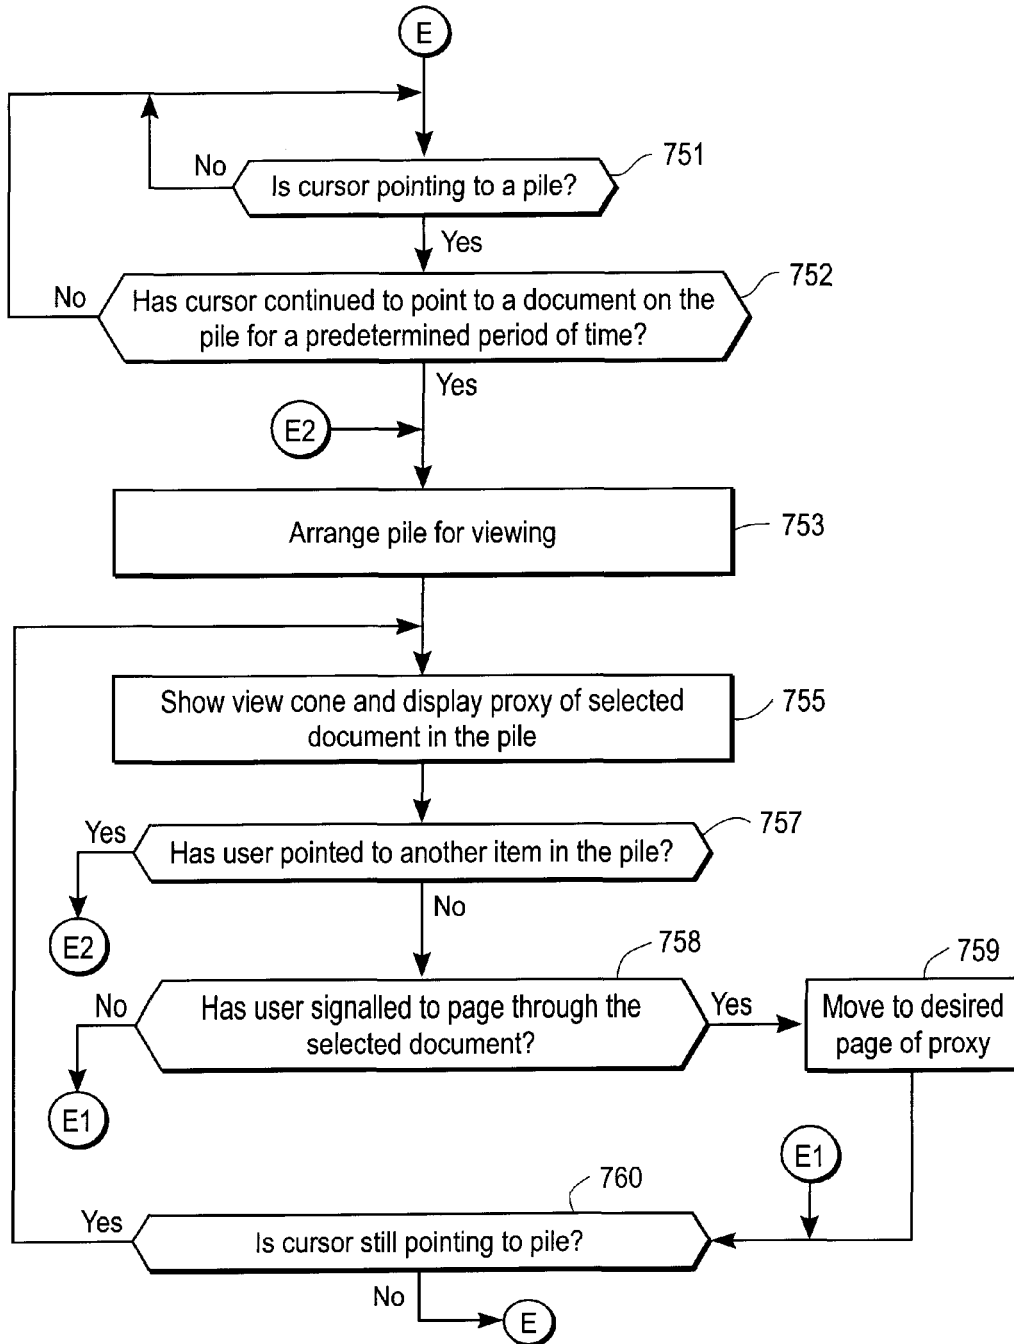 E
No
751
Is cursor pointing to a pile?
Yes
752
No
Has cursor continued to point to a document on the
pile for a predetermined period of time?
Yes
E2
753
Arrange pile for viewing
755
Show view cone and display proxy of selected
document in the pile
757
Yes
Has user pointed to another item in the pile?
No
E2
758
759
No
Has user signalled to page through the
selected document?
Yes
Move to desired
page of proxy
E1
E1
760
Yes
Is cursor still pointing to pile?
No
E